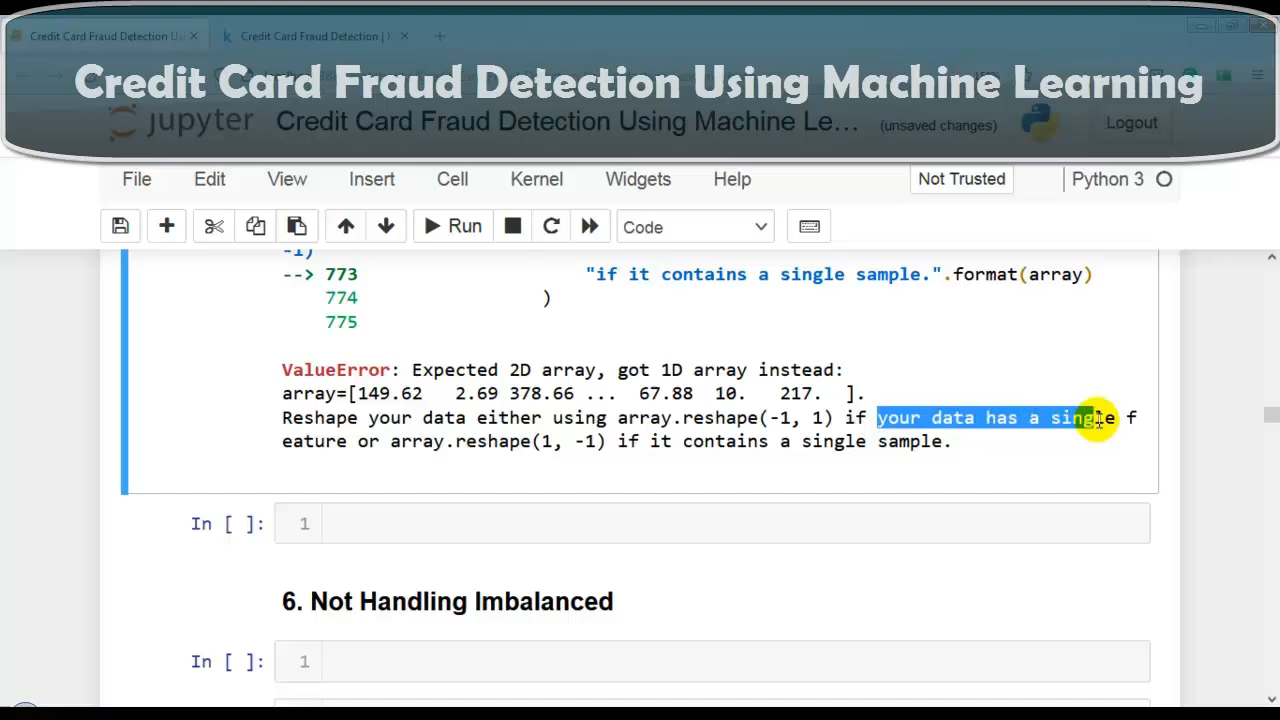 Credit Card Fraud Detection U
Credit Card Fraud Detection |
Credit Card Fraud Detection Using Machine Learning
jupyter Credit Card Fraud Detection Using Machine Le... (unsaved changes) Logout
File Edit View Insert Cell Kernel Widgets Help Not Trusted Python 3
Run Code
-1)
--> 773 "if it contains a single sample.".format(array)
774 )
775
ValueError: Expected 2D array, got 1D array instead:
array=[149.62 2.69 378.66 ... 67.88 10. 217. ].
Reshape your data either using array.reshape(-1, 1) if your data has a single f
eature or array.reshape(1, -1) if it contains a single sample.
In [ ]: 1
6. Not Handling Imbalanced
In [ ]: 1